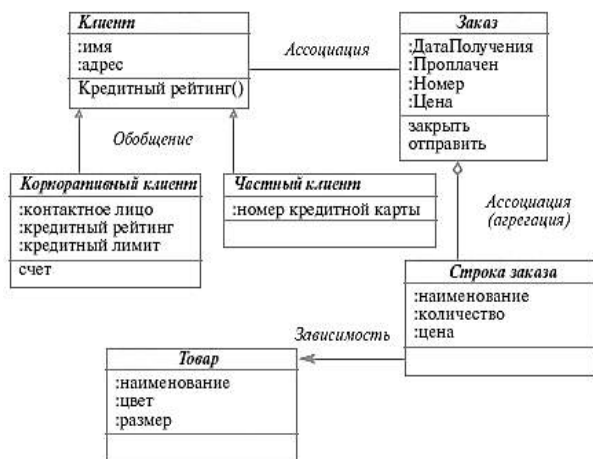 Клиент
:имя
:адрес
Кредитный рейтинг()
Ассоциация
Заказ
:ДатаПолучения
:Проплачен
:Номер
:Цена
закрыть
отправить
Обобщение
Корпоративный клиент
:контактное лицо
:кредитный рейтинг
:кредитный лимит
счет
Частный клиент
:номер кредитной карты
Ассоциация
(агрегация)
Строка заказа
:наименование
:количество
:цена
Зависимость
Товар
:наименование
:цвет
:размер